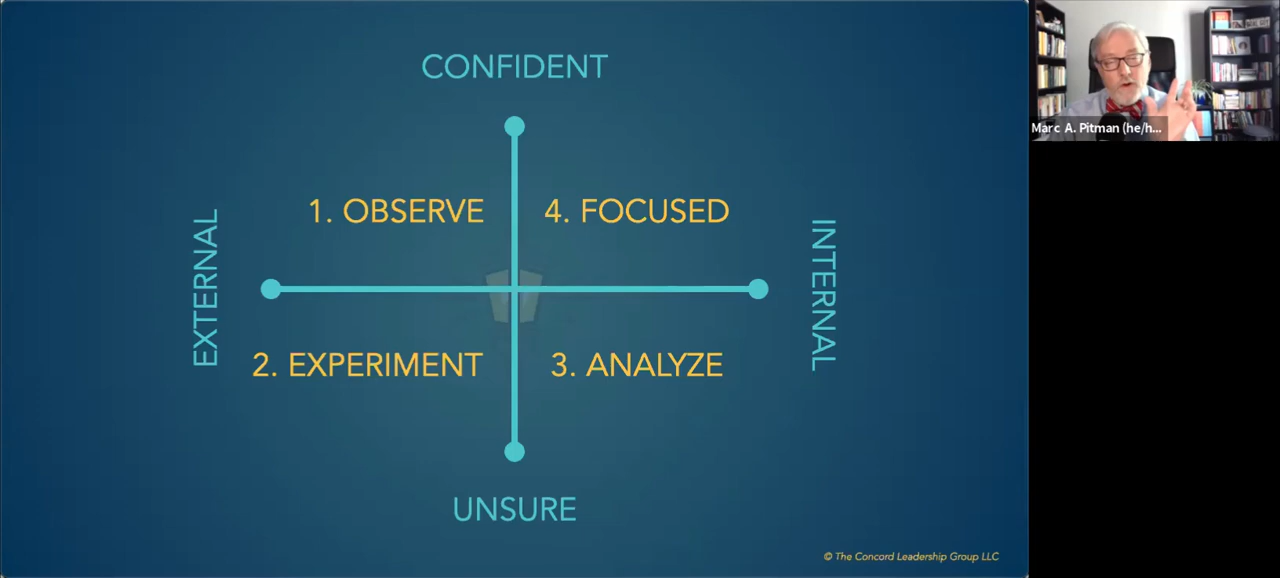 CONFIDENT
1. OBSERVE
4. FOCUSED
EXTERNAL
INTERNAL
2. EXPERIMENT
3. ANALYZE
UNSURE
© The Concord Leadership Group LLC
Marc A. Pitman (he/h...